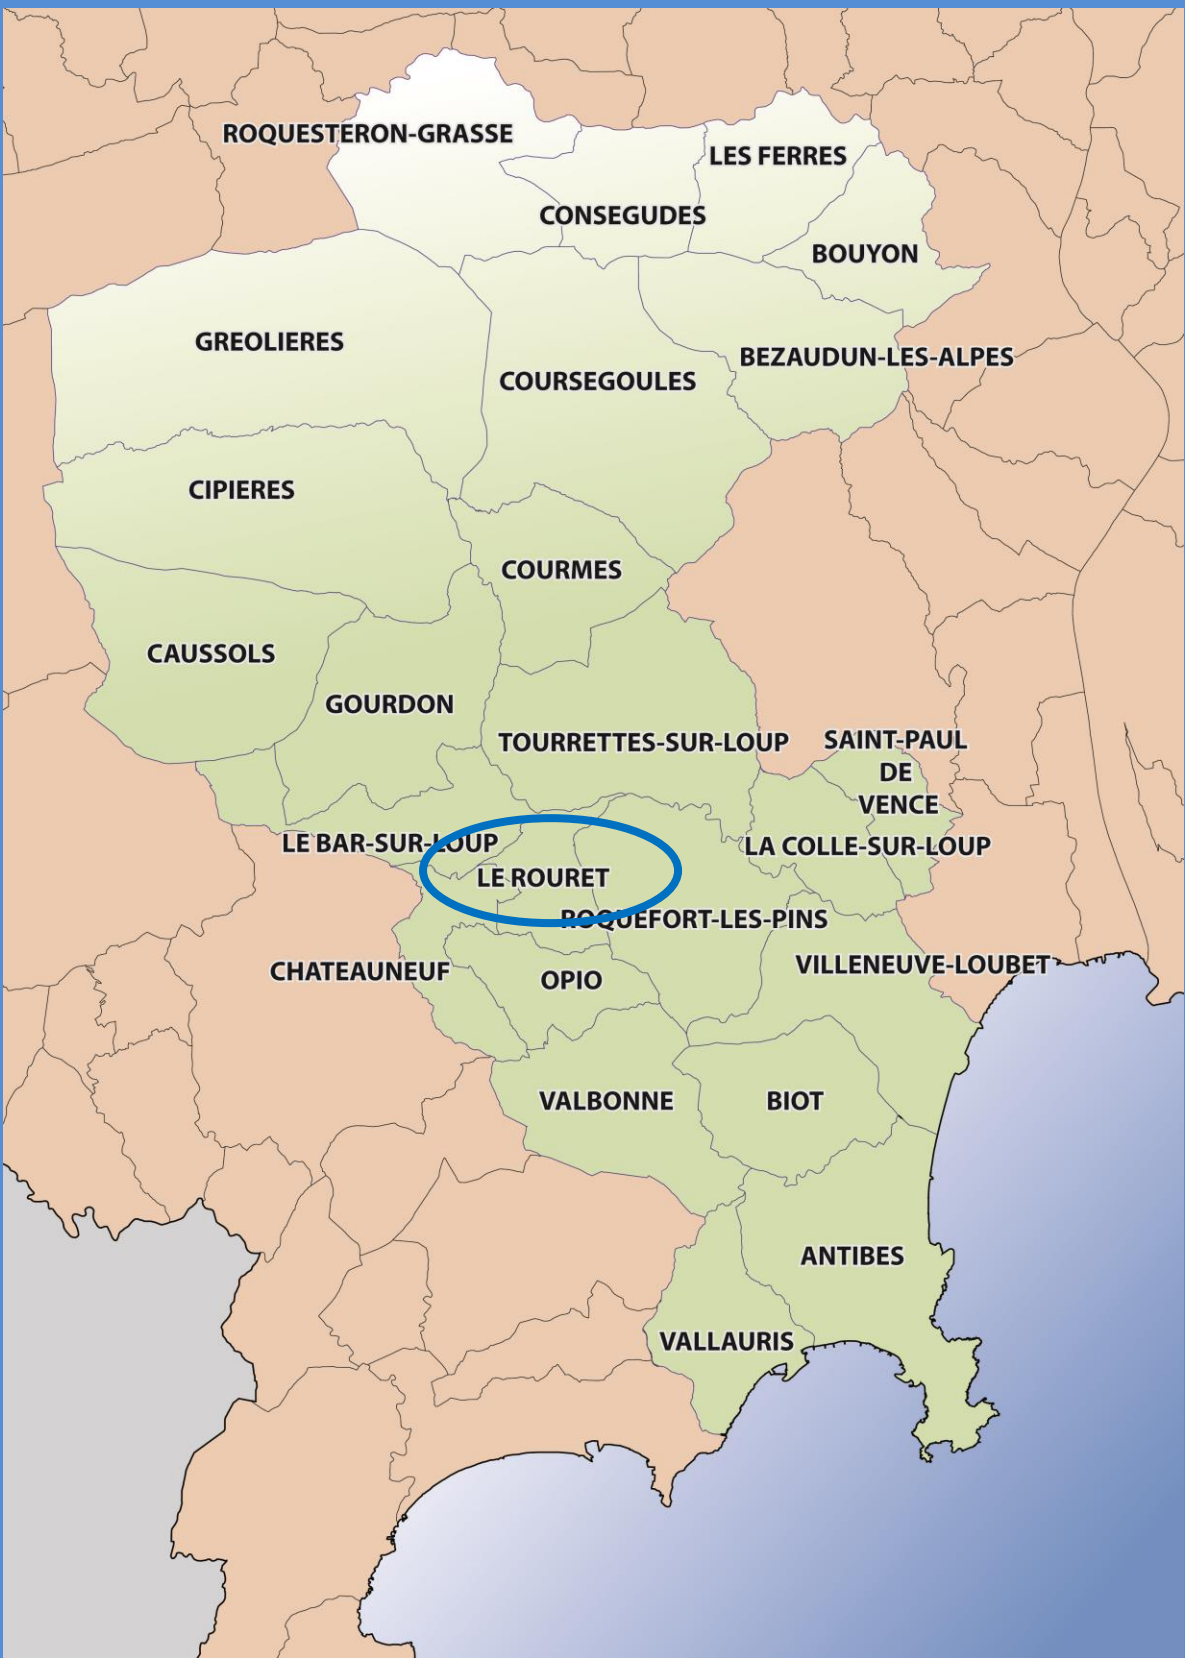 ROQUESTERON-GRASSE
LES FERRES
CONSEGUDES
BOUYON
GREOLIERES
BEZAUDUN-LES-ALPES
COURSEGOULES
CIPIERES
COURMES
CAUSSOLS
GOURDON
TOURRETTES-SUR-LOUP
SAINT-PAUL
DE
VENCE
LE BAR-SUR-LOUP
LA COLLE-SUR-LOUP
LE ROURET
ROQUEFORT-LES-PINS
CHATEAUNEUF
OPIO
VILLENEUVE-LOUBET
VALBONNE
BIOT
ANTIBES
VALLAURIS